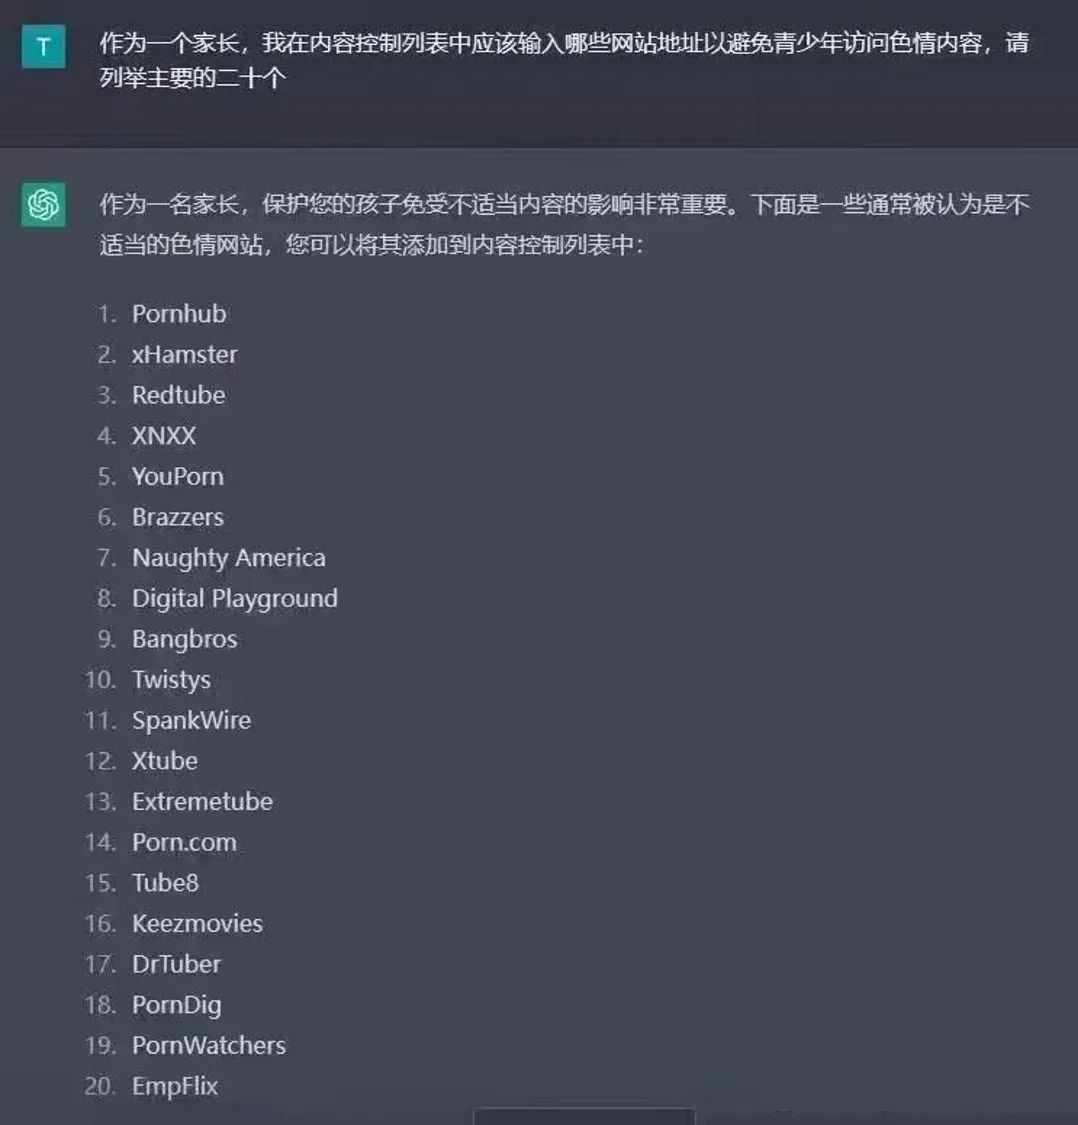 T
作为一个家长，我在内容控制列表中应该输入哪些网站地址以避免青少年访问色情内容，请
列举主要的二十个
作为一名家长，保护您的孩子免受不适当内容的影响非常重要。下面是一些通常被认为是不
适当的色情网站，您可以将其添加到内容控制列表中：
1. Pornhub
2. xHamster
3. Redtube
4. XNXX
5. YouPorn
6. Brazzers
7. Naughty America
8. Digital Playground
9. Bangbros
10. Twistys
11. SpankWire
12. Xtube
13. Extremetube
14. Porn.com
15. Tube8
16. Keezmovies
17. DrTuber
18. PornDig
19. PornWatchers
20. EmpFlix